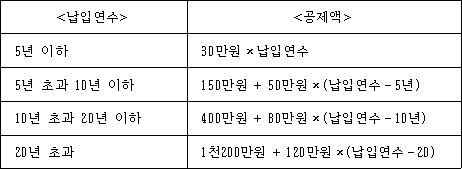 <납입연수> <공제액>
5년 이하 30만원 ×납입연수
5년 초과 10년 이하 150만원 + 50만원 ×(납입연수-5년)
10년 초과 20년 이하 400만원 + 80만원 ×(납입연수-10년)
20년 초과 1천200만원 + 120만원 ×(납입연수-20)